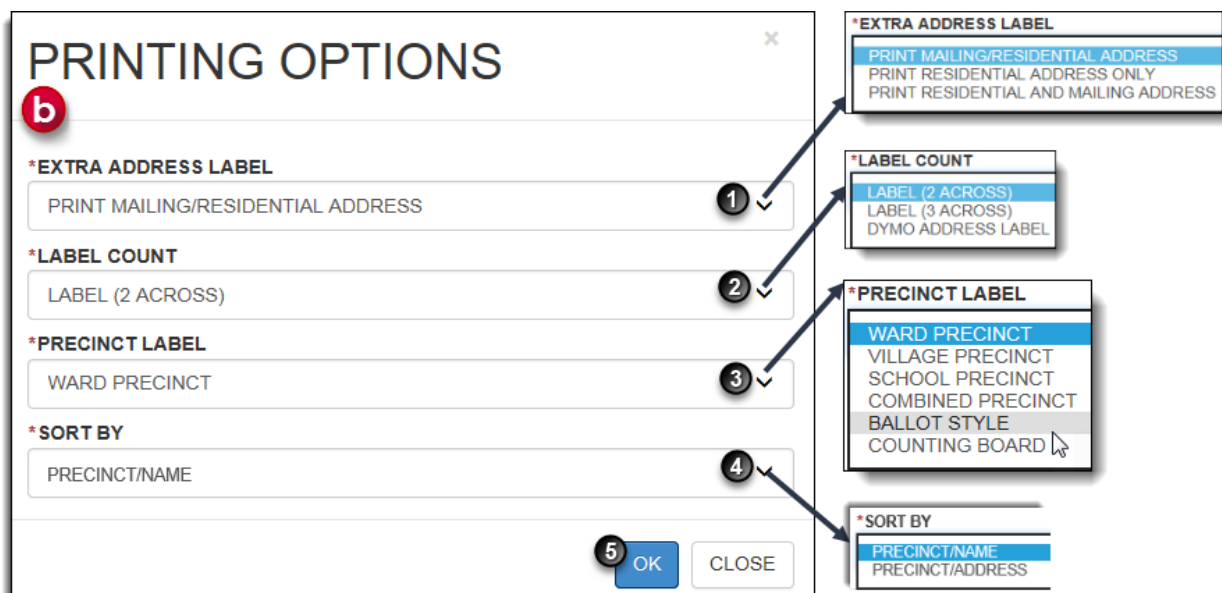 PRINTING OPTIONS
×
b
*EXTRA ADDRESS LABEL
PRINT MAILING/RESIDENTIAL ADDRESS
1
*LABEL COUNT
LABEL (2 ACROSS)
2
*PRECINCT LABEL
WARD PRECINCT
3
*SORT BY
PRECINCT/NAME
4
5
OK
CLOSE
*EXTRA ADDRESS LABEL
PRINT MAILING/RESIDENTIAL ADDRESS
PRINT RESIDENTIAL ADDRESS ONLY
PRINT RESIDENTIAL AND MAILING ADDRESS
*LABEL COUNT
LABEL (2 ACROSS)
LABEL (3 ACROSS)
DYMO ADDRESS LABEL
*PRECINCT LABEL
WARD PRECINCT
VILLAGE PRECINCT
SCHOOL PRECINCT
COMBINED PRECINCT
BALLOT STYLE
COUNTING BOARD
*SORT BY
PRECINCT/NAME
PRECINCT/ADDRESS